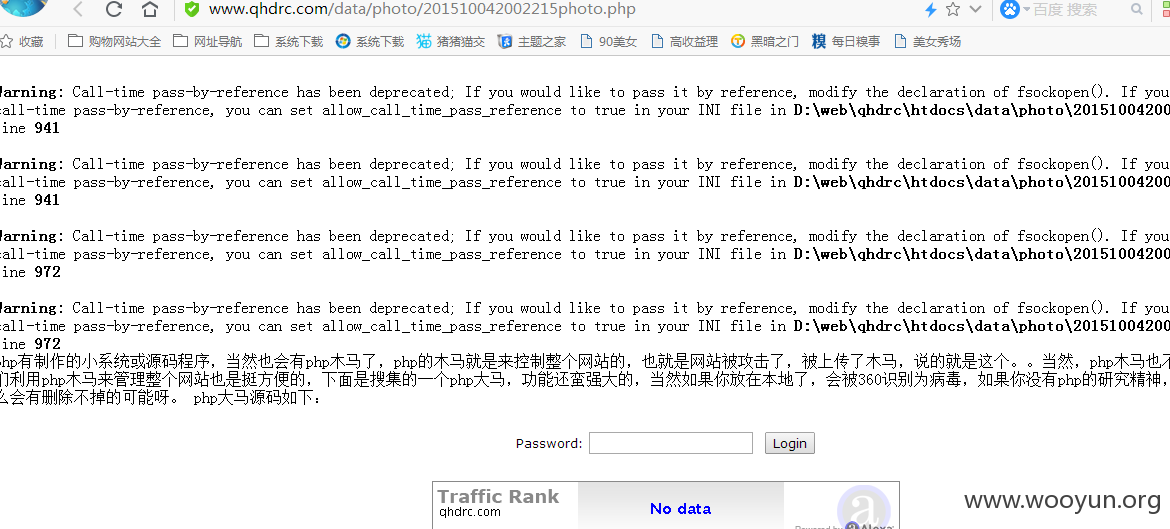 www.qhdrc.com/data/photo/201510042002215photo.php
百度 搜索
收藏 购物网站大全 网址导航 系统下载 系统下载 猫 猪猪猫交 主题之家 90美女 高收益理 黑暗之门 糗 每日糗事 美女秀场
Warning: Call-time pass-by-reference has been deprecated; If you would like to pass it by reference, modify the declaration of fsockopen(). If you
call-time pass-by-reference, you can set allow_call_time_pass_reference to true in your INI file in D:\web\qhdrc\htdocs\data\photo\20151004200
line 941
Warning: Call-time pass-by-reference has been deprecated; If you would like to pass it by reference, modify the declaration of fsockopen(). If you
call-time pass-by-reference, you can set allow_call_time_pass_reference to true in your INI file in D:\web\qhdrc\htdocs\data\photo\20151004200
line 941
Warning: Call-time pass-by-reference has been deprecated; If you would like to pass it by reference, modify the declaration of fsockopen(). If you
call-time pass-by-reference, you can set allow_call_time_pass_reference to true in your INI file in D:\web\qhdrc\htdocs\data\photo\20151004200
line 972
Warning: Call-time pass-by-reference has been deprecated; If you would like to pass it by reference, modify the declaration of fsockopen(). If you
call-time pass-by-reference, you can set allow_call_time_pass_reference to true in your INI file in D:\web\qhdrc\htdocs\data\photo\20151004200
line 972
php有制作的小系统或源码程序，当然也会有php木马了，php的木马就是来控制整个网站的，也就是网站被攻击了，被上传了木马，说的就是这个。。当然，php木马也不
们利用php木马来管理整个网站也是挺方便的，下面是搜集的一个php大马，功能还蛮强大的，当然如果你放在本地了，会被360识别为病毒，如果你没有php的研究精神，
么会有删除不掉的可能呀。 php大马源码如下：
Password: Login
Traffic Rank
qhdrc.com
No data
Powered by Alexa
www.wooyun.org